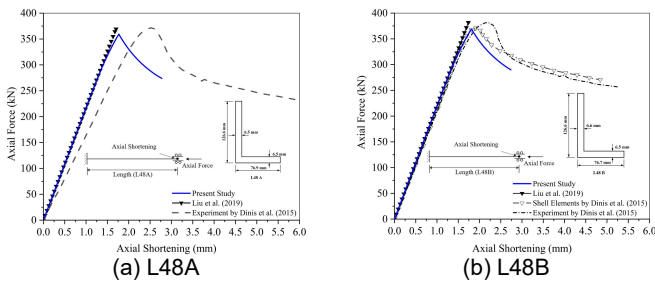 400
350
300
250
200
150
100
50
0
Axial Force (kN)
126.6 mm
6.5 mm
6.5 mm
76.9 mm
L48 A
Axial Shortening
Length (L48A)
Axial Force
Present Study
Liu et al. (2019)
Experiment by Dinis et al. (2015)
0.0 0.5 1.0 1.5 2.0 2.5 3.0 3.5 4.0 4.5 5.0 5.5 6.0
Axial Shortening (mm)
(a) L48A
400
350
300
250
200
150
100
50
0
Axial Force (kN)
126.6 mm
6.6 mm
6.5 mm
76.7 mm
L48 B
Axial Shortening
Length (L48B)
Axial Force
Present Study
Liu et al. (2019)
Shell Elements by Dinis et al. (2015)
Experiment by Dinis et al. (2015)
0.0 0.5 1.0 1.5 2.0 2.5 3.0 3.5 4.0 4.5 5.0 5.5 6.0
Axial Shortening (mm)
(b) L48B